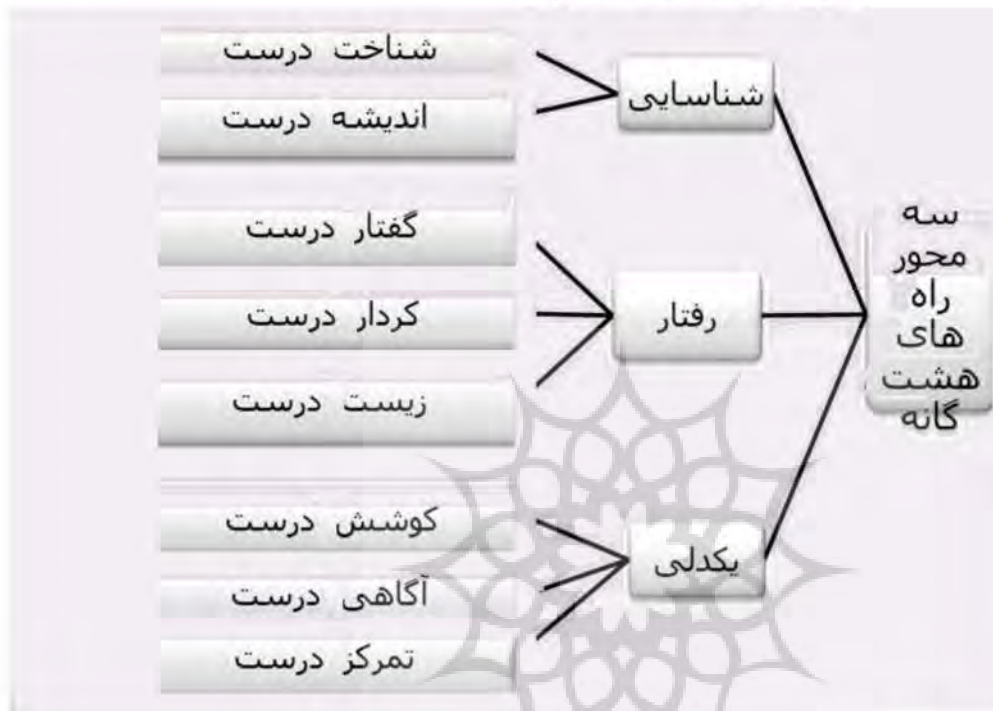 سه
محور
راه
های
هشت
گانه
شناسایی
شناخت درست
اندیشه درست
رفتار
گفتار درست
کردار درست
زیست درست
یکدلی
کوشش درست
آگاهی درست
تمرکز درست